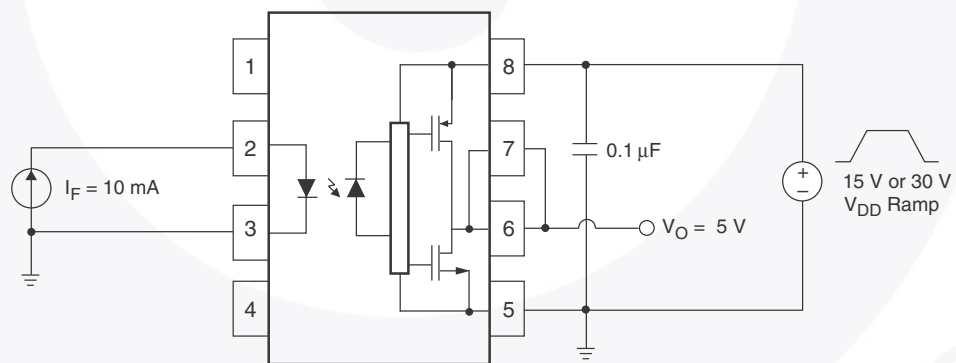 1
8
2
7
I_F = 10 mA
0.1 μF
15 V or 30 V
V_DD Ramp
+
–
3
6
V_O = 5 V
4
5